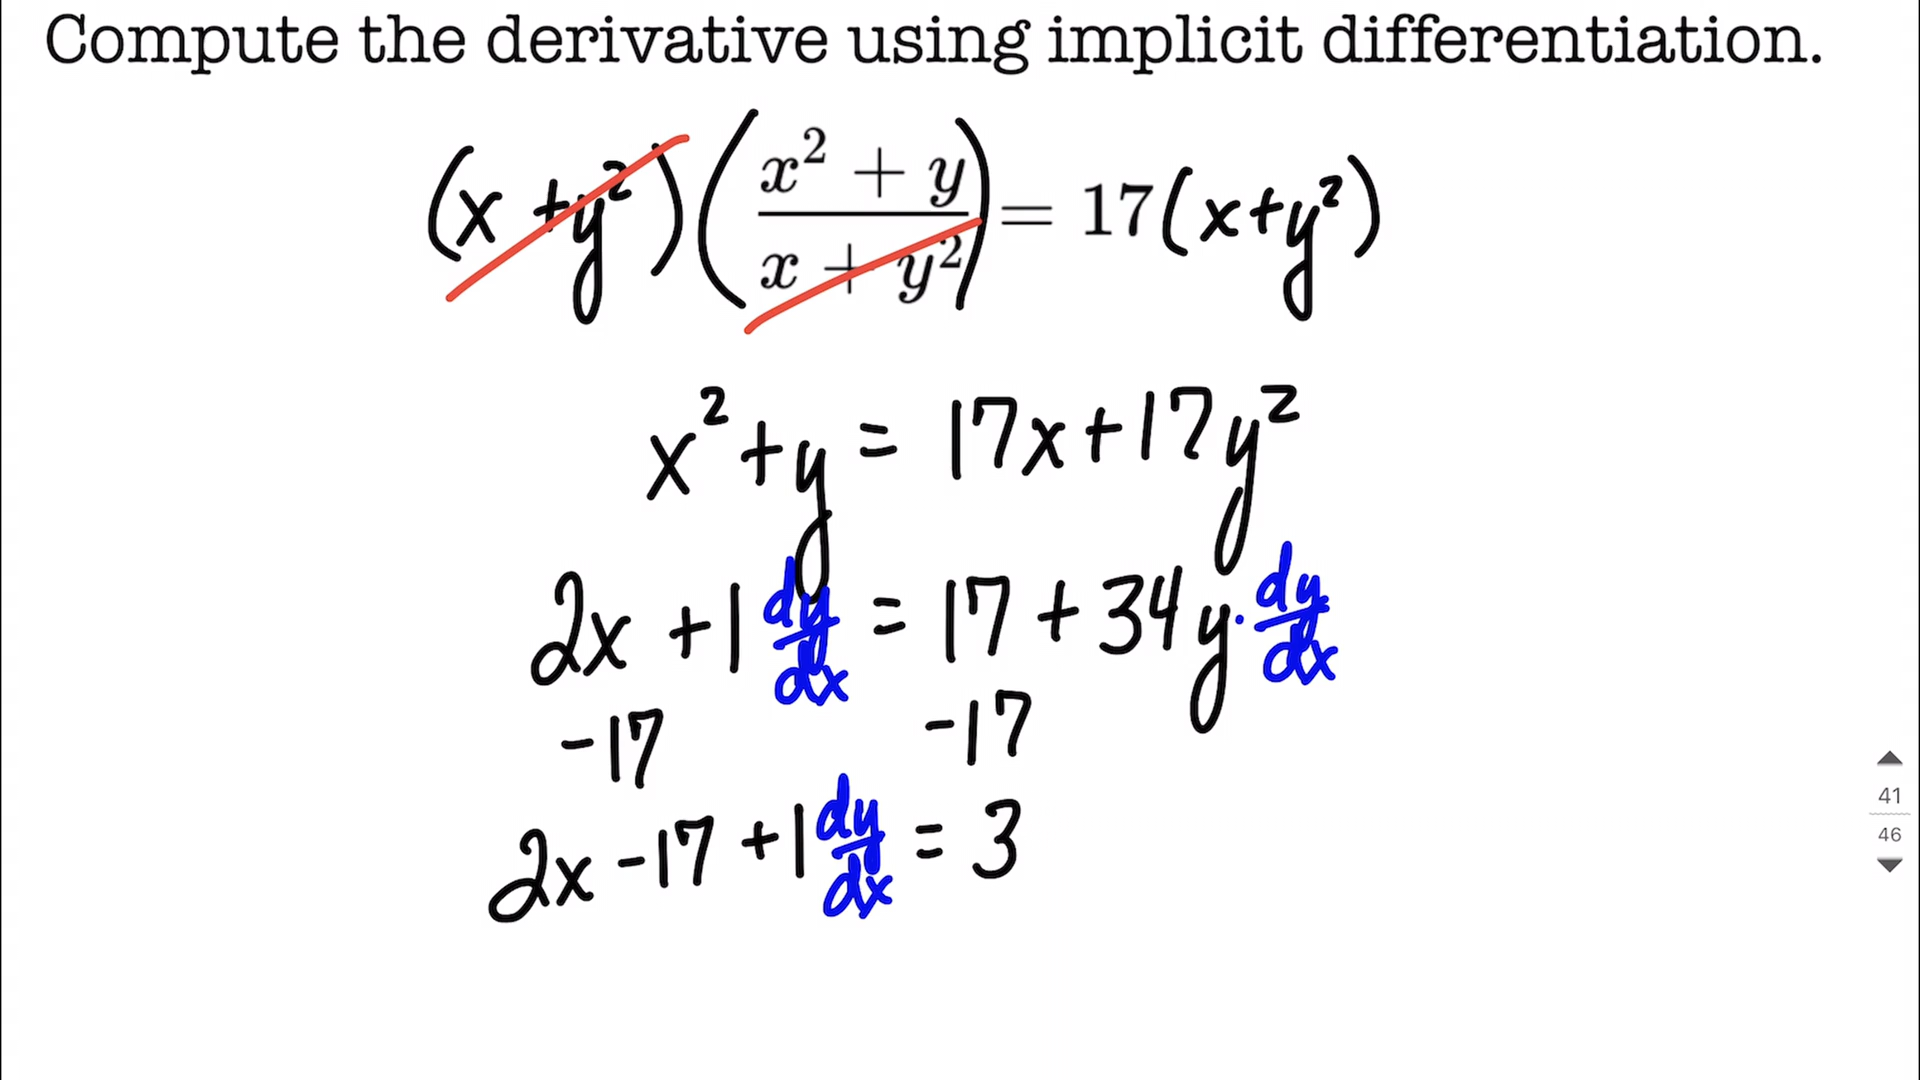 Compute the derivative using implicit differentiation.
(x + y²) ( (x² + y) / (x + y²) ) = 17(x+y²)
x² + y = 17x + 17y²
2x + 1 dy/dx = 17 + 34y · dy/dx
-17 -17
2x - 17 + 1 dy/dx = 3
41
46